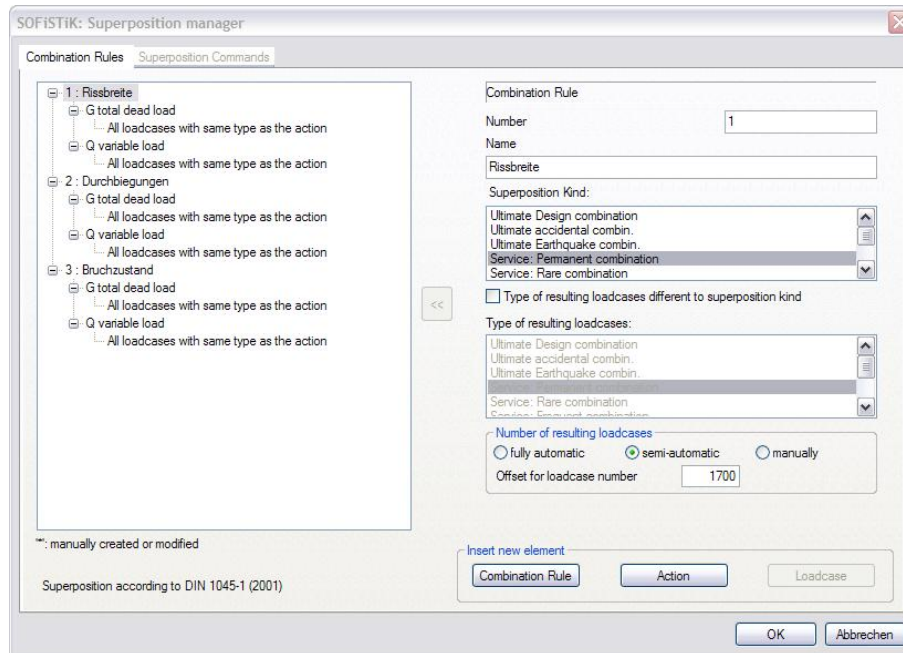 SOFiSTiK: Superposition manager
Combination Rules Superposition Commands
1 : Rissbreite
G total dead load
All loadcases with same type as the action
Q variable load
All loadcases with same type as the action
2 : Durchbiegungen
G total dead load
All loadcases with same type as the action
Q variable load
All loadcases with same type as the action
3 : Bruchzustand
G total dead load
All loadcases with same type as the action
Q variable load
All loadcases with same type as the action
"*": manually created or modified
Superposition according to DIN 1045-1 (2001)
<<
Combination Rule
Number 1
Name
Rissbreite
Superposition Kind:
Ultimate Design combination
Ultimate accidental combin.
Ultimate Earthquake combin.
Service: Permanent combination
Service: Rare combination
Type of resulting loadcases different to superposition kind
Type of resulting loadcases:
Ultimate Design combination
Ultimate accidental combin.
Ultimate Earthquake combin.
Service: Permanent combination
Service: Rare combination
Service: Frequent combination
Number of resulting loadcases
fully automatic semi-automatic manually
Offset for loadcase number 1700
Insert new element
Combination Rule Action Loadcase
OK Abbrechen